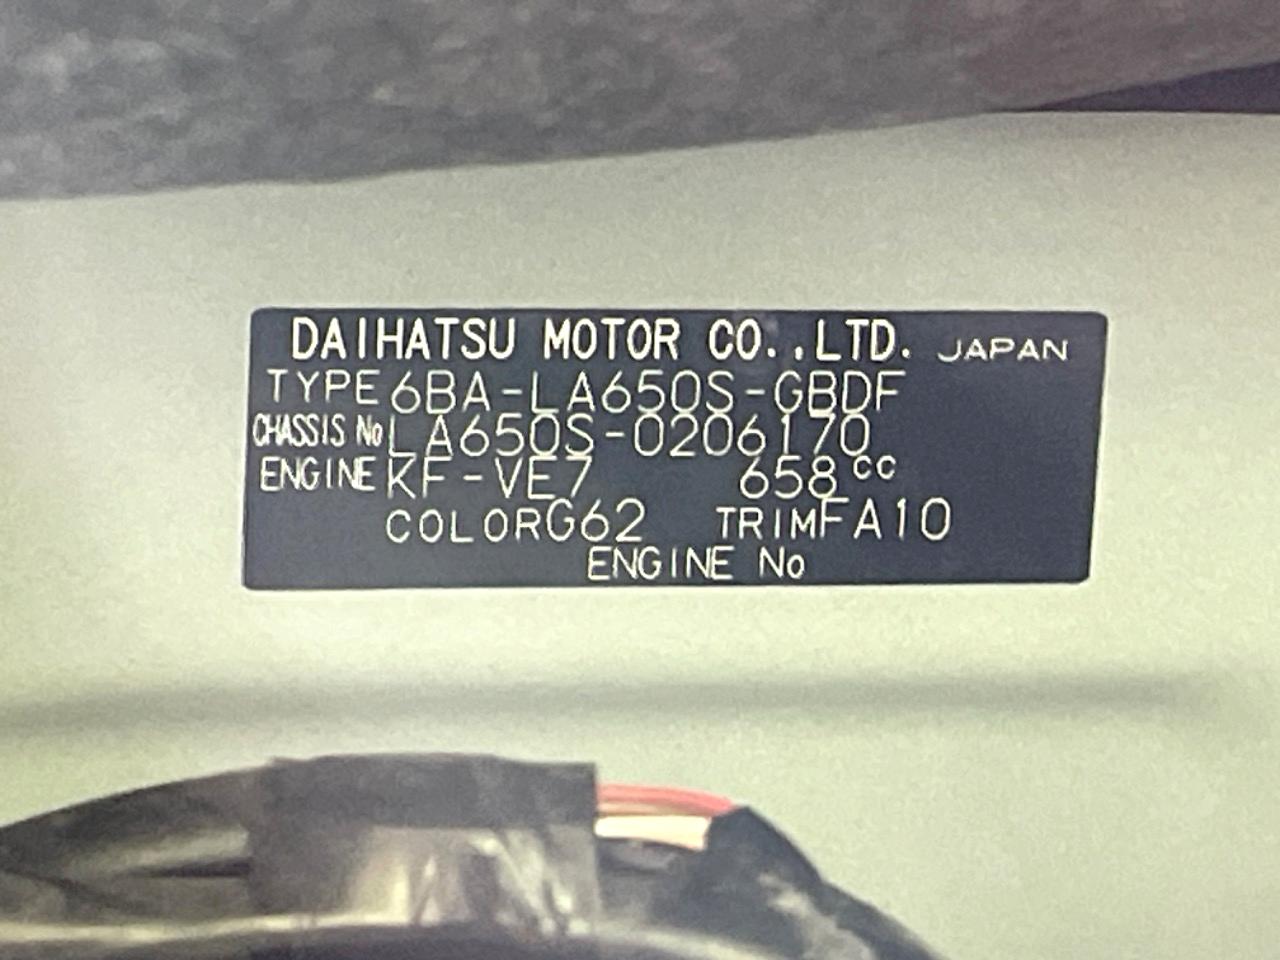 DAIHATSU MOTOR CO.,LTD. JAPAN
TYPE 6BA-LA650S-GBDF
CHASSIS No LA650S-0206170
ENGINE KF-VE7 658cc
COLOR G62 TRIM FA10
ENGINE No